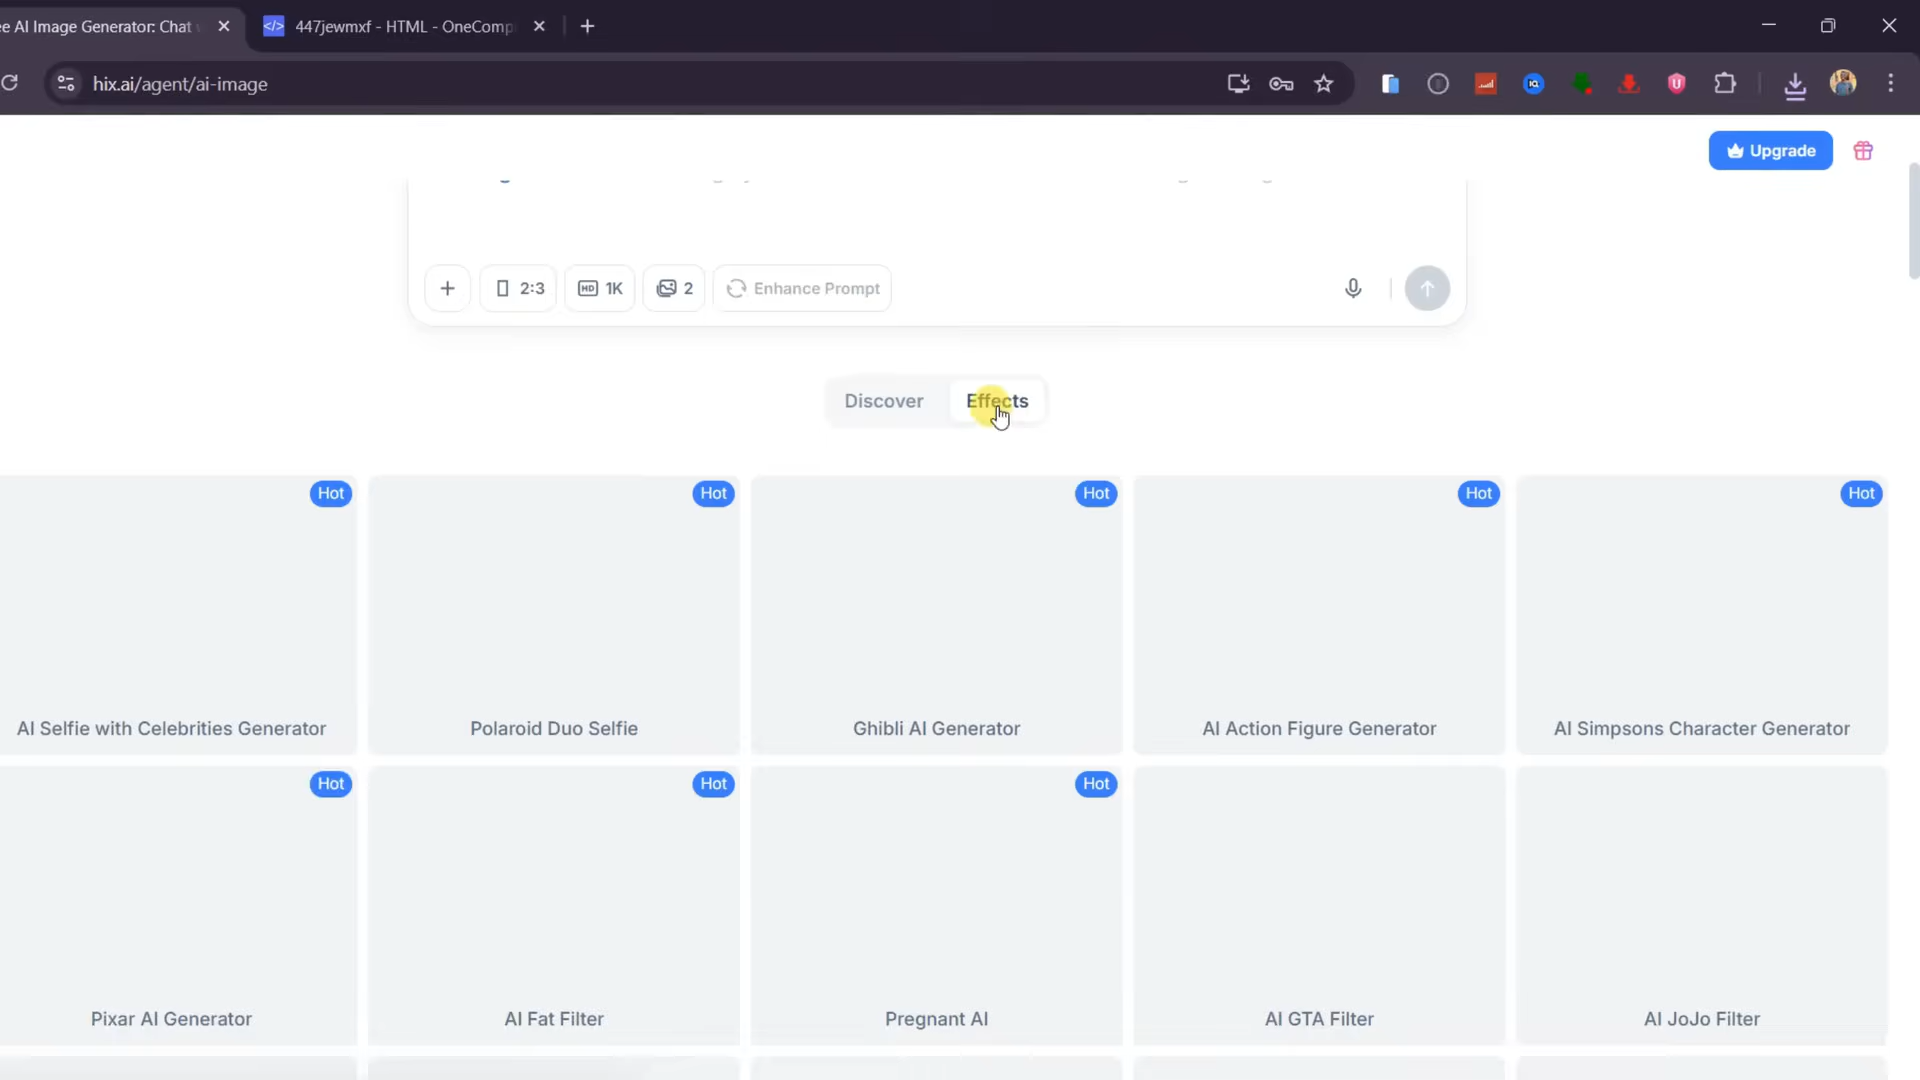 e AI Image Generator: Chat
447jewmxf - HTML - OneComp
hix.ai/agent/ai-image
Upgrade
2:3
HD 1K
2
Enhance Prompt
Discover
Effects
Hot
Hot
Hot
Hot
Hot
AI Selfie with Celebrities Generator
Polaroid Duo Selfie
Ghibli AI Generator
AI Action Figure Generator
AI Simpsons Character Generator
Hot
Hot
Hot
Pixar AI Generator
AI Fat Filter
Pregnant AI
AI GTA Filter
AI JoJo Filter